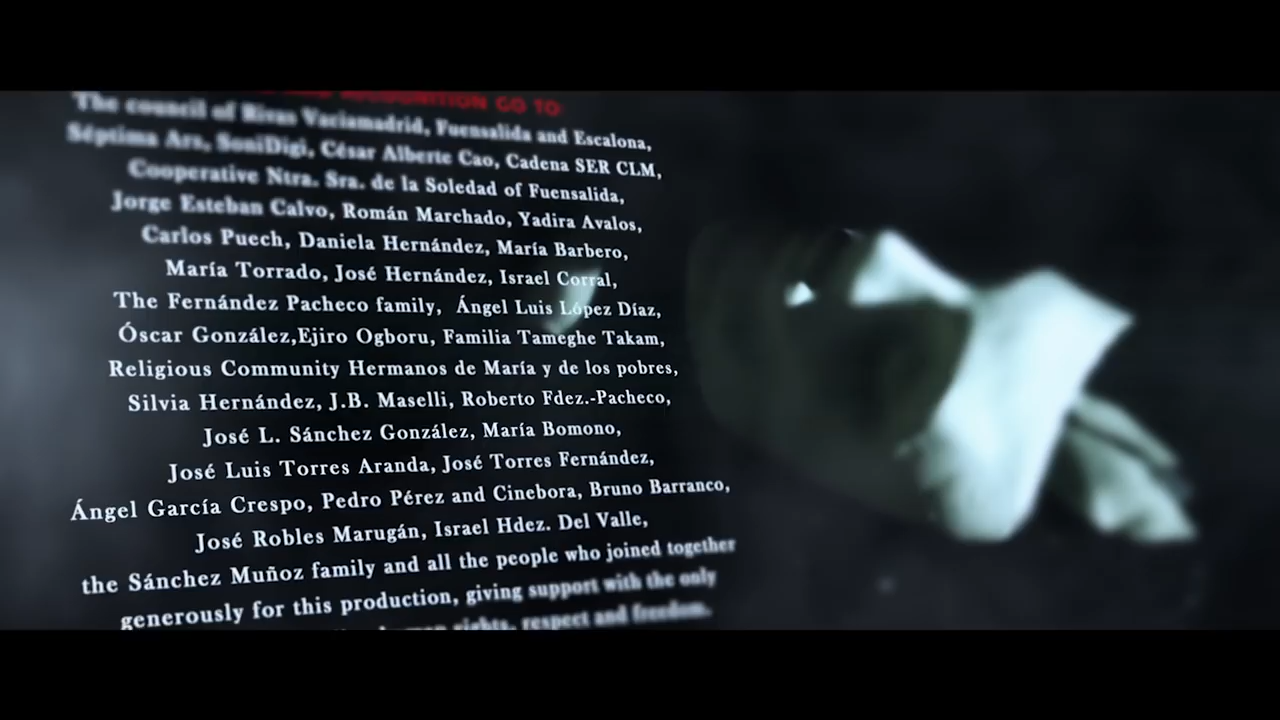 RECOGNITION GO TO:
The council of Rivas Vaciamadrid, Fuensalida and Escalona,
Séptima Ars, SoniDigi, César Alberte Cao, Cadena SER CLM,
Cooperative Ntra. Sra. de la Soledad of Fuensalida,
Jorge Esteban Calvo, Román Marchado, Yadira Avalos,
Carlos Puech, Daniela Hernández, María Barbero,
María Torrado, José Hernández, Israel Corral,
The Fernández Pacheco family, Ángel Luis López Díaz,
Óscar González,Ejiro Ogboru, Familia Tameghe Takam,
Religious Community Hermanos de María y de los pobres,
Silvia Hernández, J.B. Maselli, Roberto Fdez.-Pacheco,
José L. Sánchez González, María Bomono,
José Luis Torres Aranda, José Torres Fernández,
Ángel García Crespo, Pedro Pérez and Cinebora, Bruno Barranco,
José Robles Marugán, Israel Hdez. Del Valle,
the Sánchez Muñoz family and all the people who joined together
generously for this production, giving support with the only
human rights, respect and freedom.